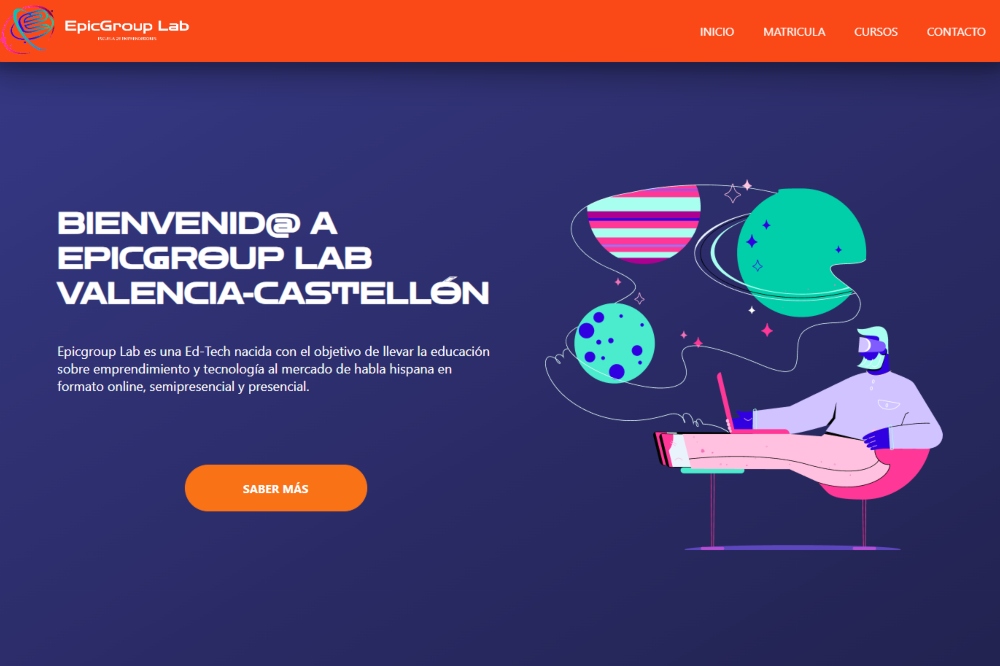 EpicGroup Lab
INICIO
MATRICULA
CURSOS
CONTACTO
BIENVENID@ A
EPICGROUP LAB
VALENCIA-CASTELLÓN
Epicgroup Lab es una Ed-Tech nacida con el objetivo de llevar la educación
sobre emprendimiento y tecnología al mercado de habla hispana en
formato online, semipresencial y presencial.
SABER MÁS